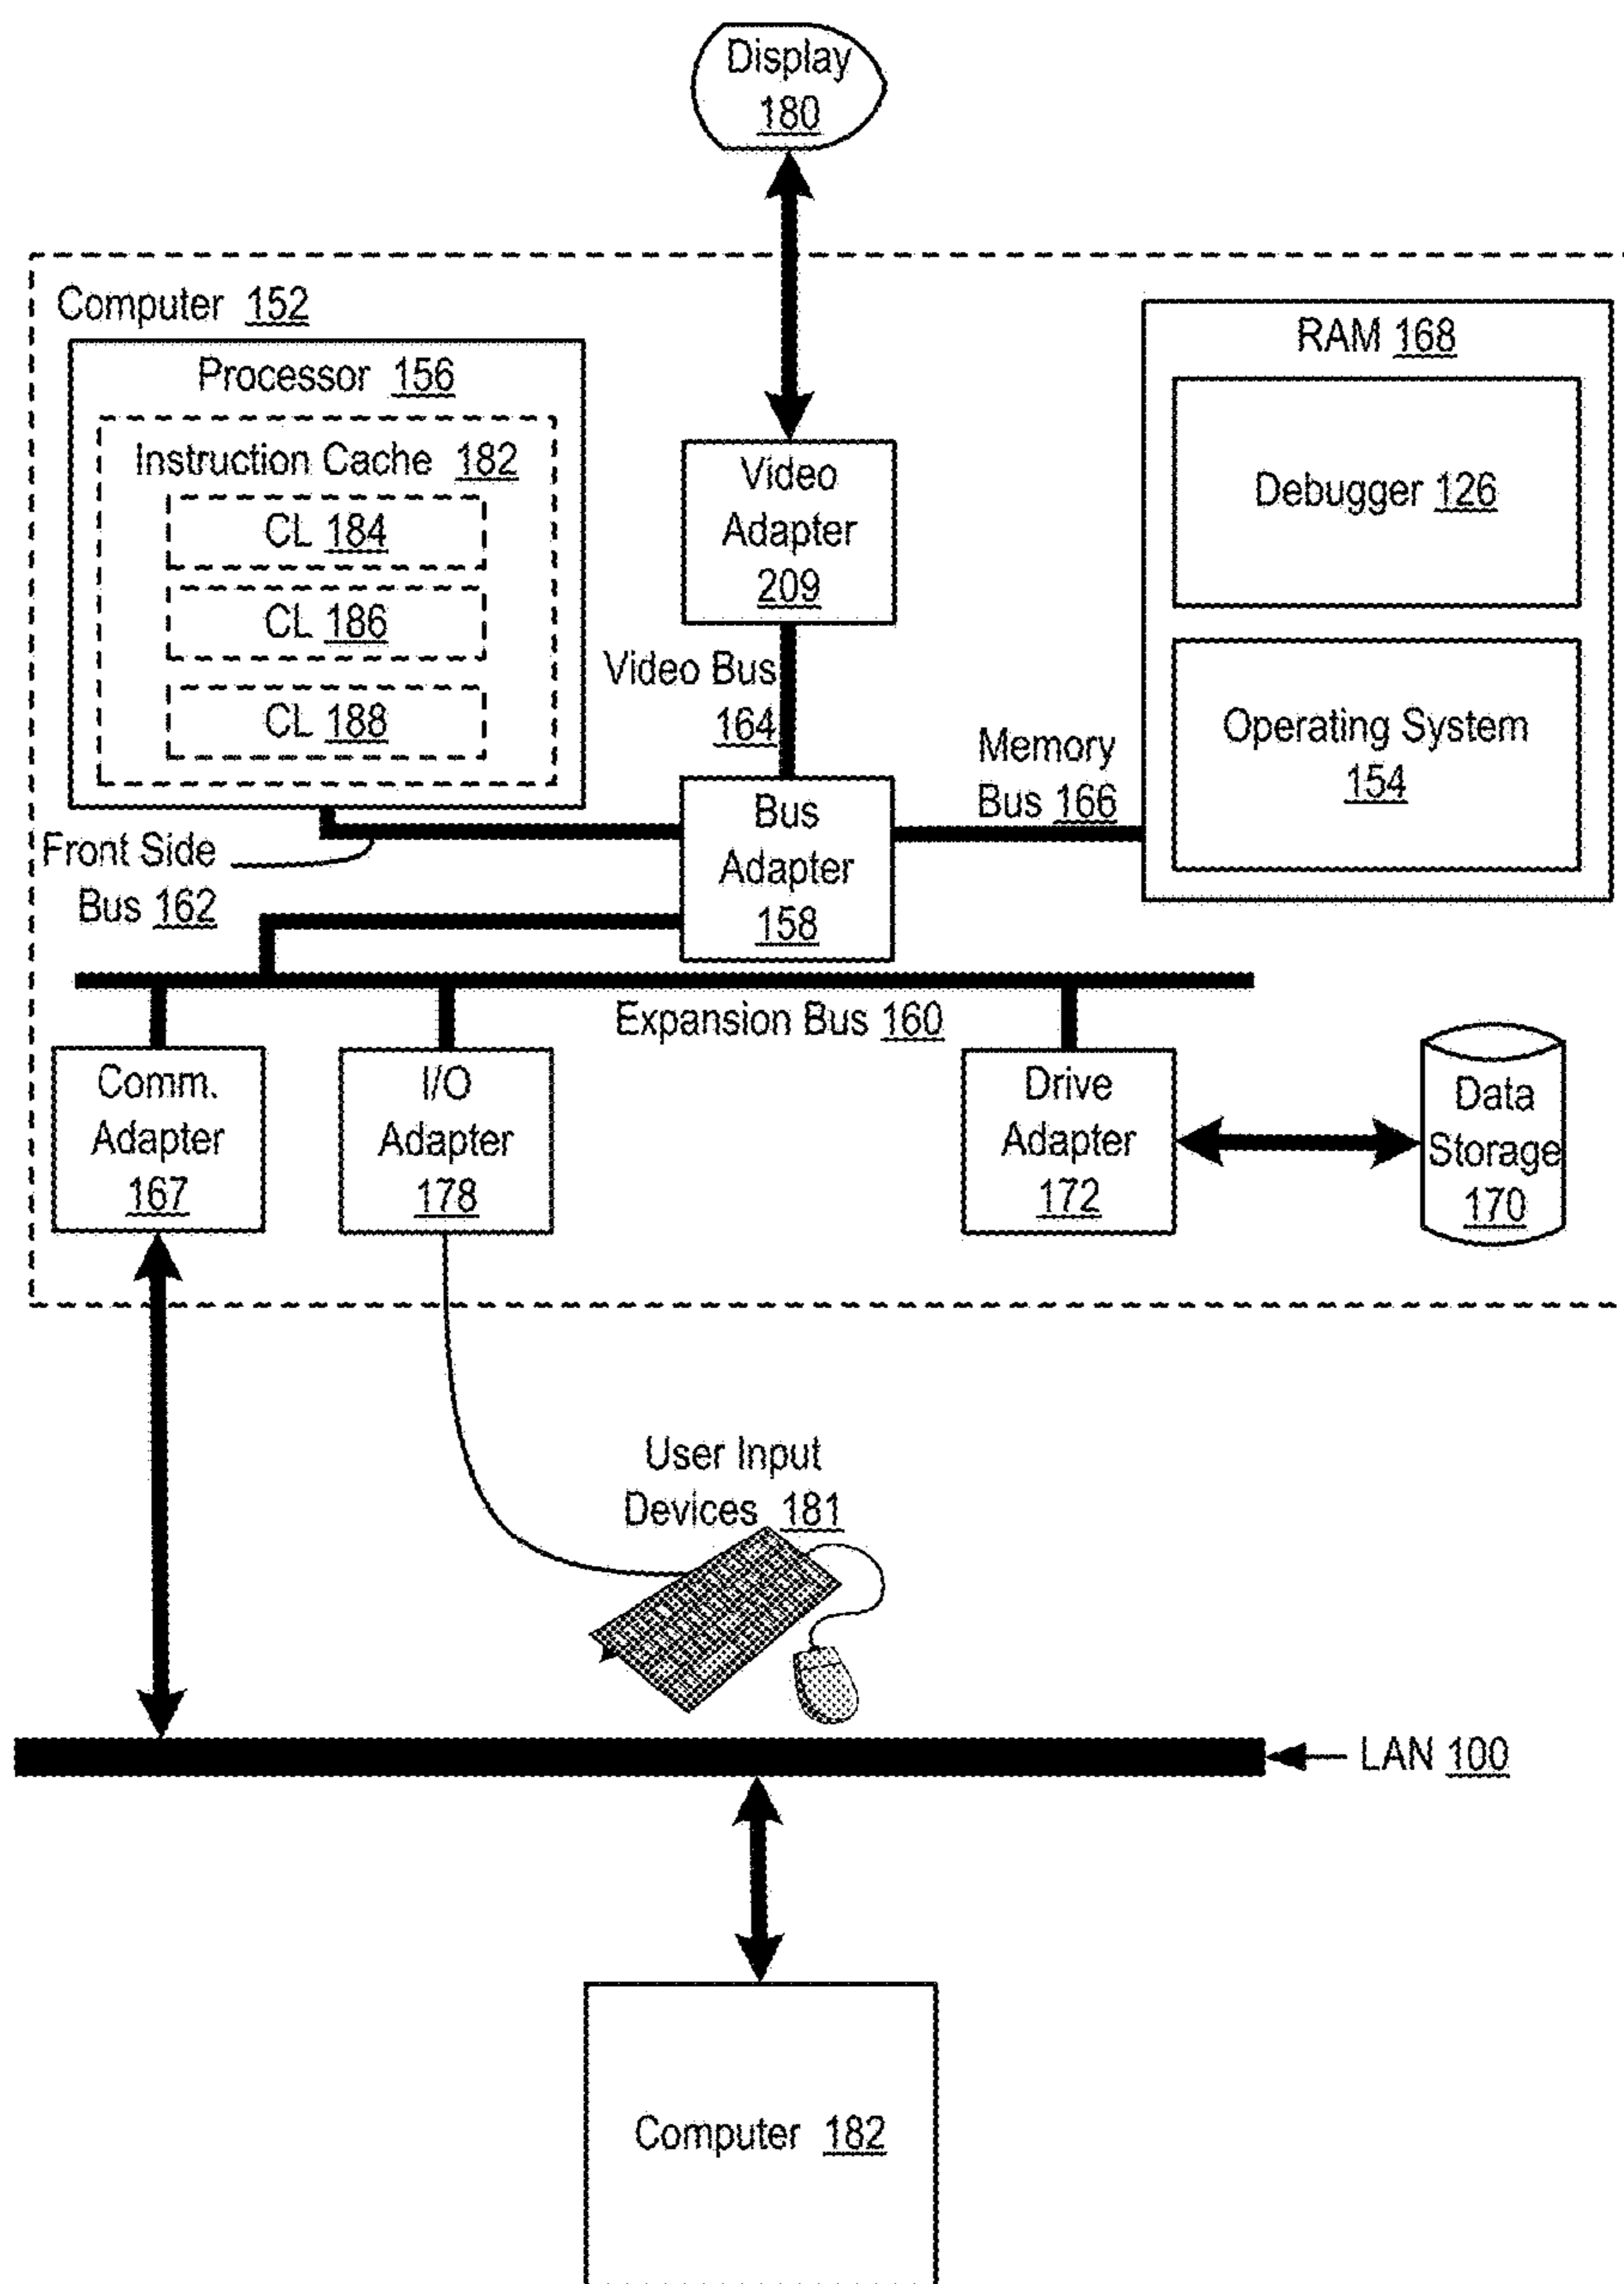 Display
180
Computer 152
Processor 156
Instruction Cache 182
CL 184
CL 186
CL 188
Video
Adapter
209
RAM 168
Debugger 126
Operating System
154
Video Bus
164
Memory
Bus 166
Bus
Adapter
158
Front Side
Bus 162
Expansion Bus 160
Comm.
Adapter
167
I/O
Adapter
178
Drive
Adapter
172
Data
Storage
170
User Input
Devices 181
LAN 100
Computer 182